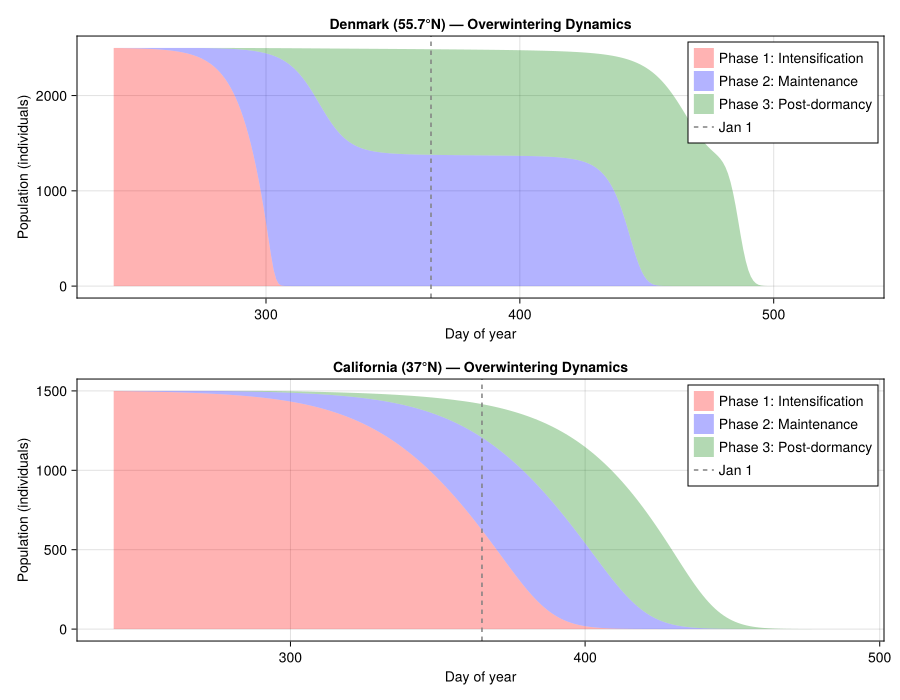 Denmark (55.7°N) — Overwintering Dynamics
Population (individuals)
2000
1000
0
Phase 1: Intensification
Phase 2: Maintenance
Phase 3: Post-dormancy
Jan 1
300
400
500
Day of year
California (37°N) — Overwintering Dynamics
Population (individuals)
1500
1000
500
0
Phase 1: Intensification
Phase 2: Maintenance
Phase 3: Post-dormancy
Jan 1
300
400
500
Day of year